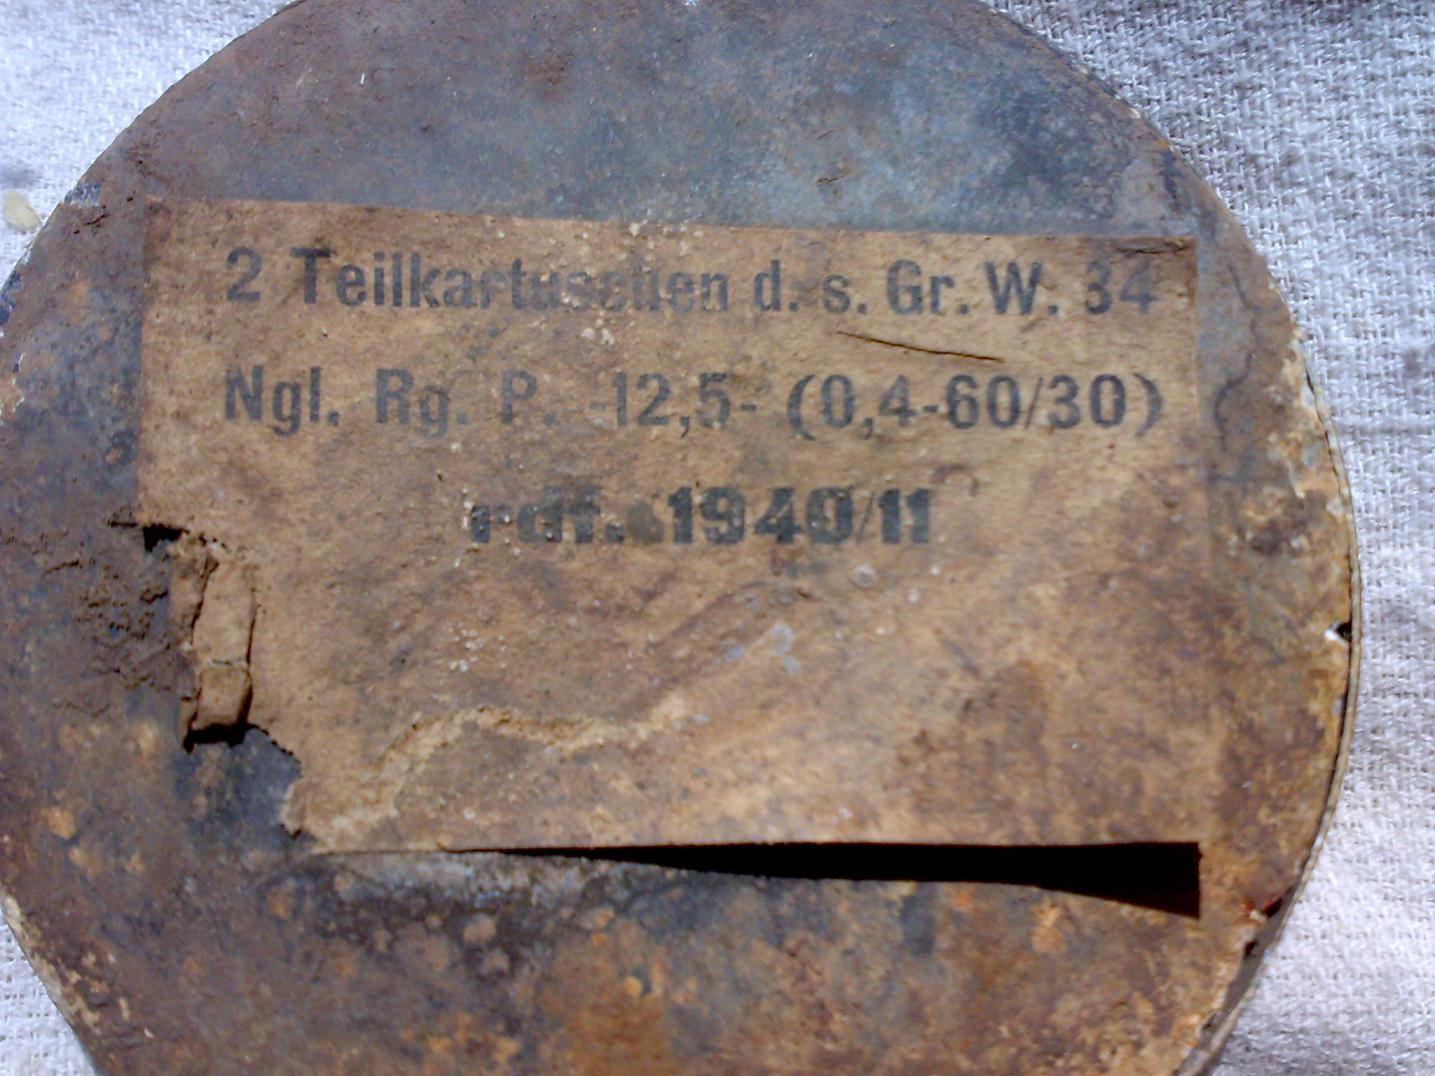 2 Teilkartuschen d. s. Gr. W. 34
Ngl. Rg. P. -12,5- (0,4-60/30)
rdf. 1940/11